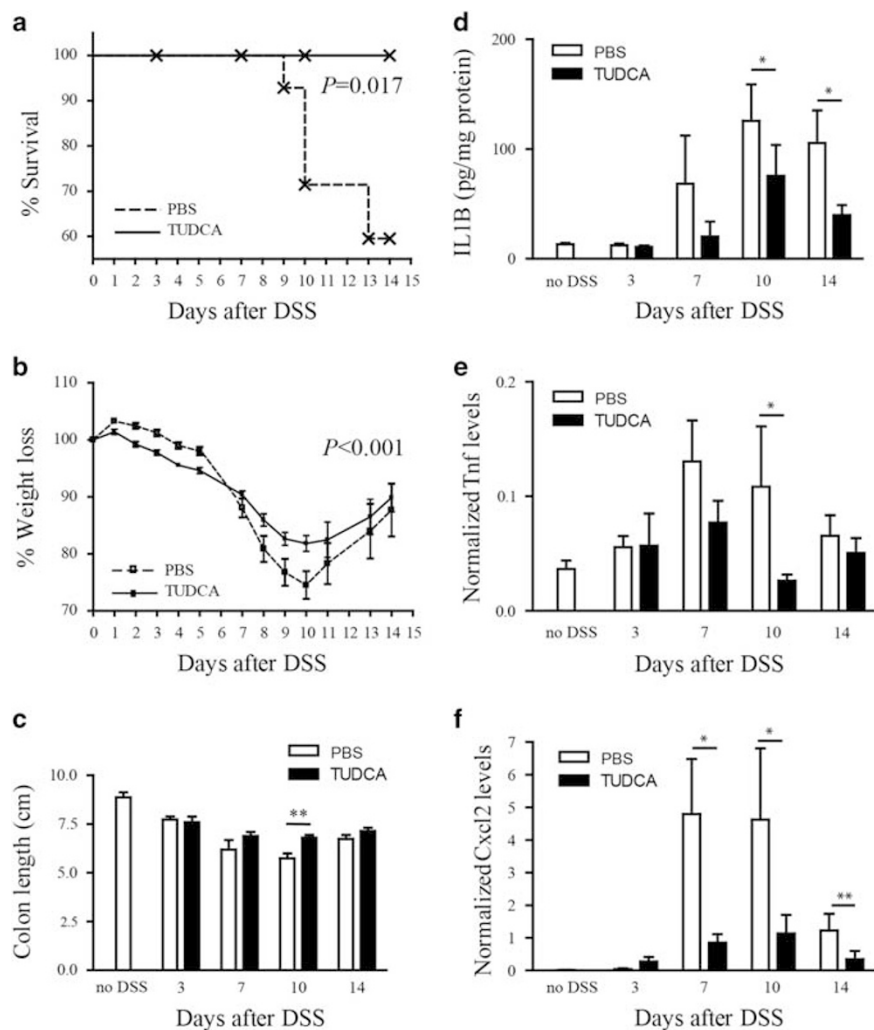 a
100
90
80
70
60
% Survival
P=0.017
PBS
TUDCA
0 1 2 3 4 5 6 7 8 9 10 11 12 13 14 15
Days after DSS
b
110
100
90
80
70
% Weight loss
P<0.001
PBS
TUDCA
0 1 2 3 4 5 6 7 8 9 10 11 12 13 14 15
Days after DSS
c
PBS
TUDCA
10.0
7.5
5.0
2.5
0.0
Colon length (cm)
**
no DSS 3 7 10 14
Days after DSS
d
200
100
0
IL1B (pg/mg protein)
PBS
TUDCA
*
*
no DSS 3 7 10 14
Days after DSS
e
0.2
0.1
0.0
Normalized Tnf levels
PBS
TUDCA
*
no DSS 3 7 10 14
Days after DSS
f
7
6
5
4
3
2
1
0
Normalized Cxcl2 levels
PBS
TUDCA
*
*
**
no DSS 3 7 10 14
Days after DSS